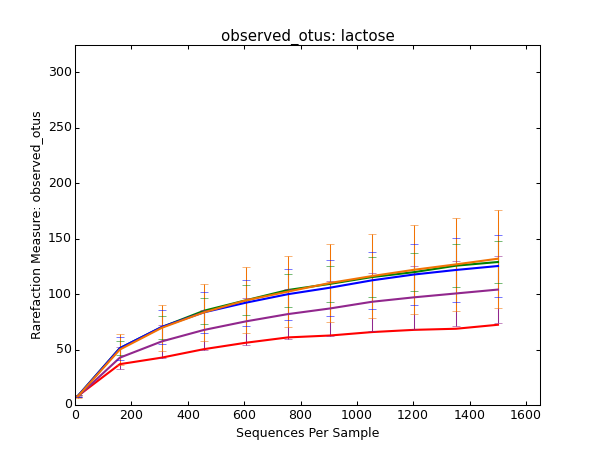 observed_otus: lactose
Rarefaction Measure: observed_otus
300
250
200
150
100
50
0
0 200 400 600 800 1000 1200 1400 1600
Sequences Per Sample